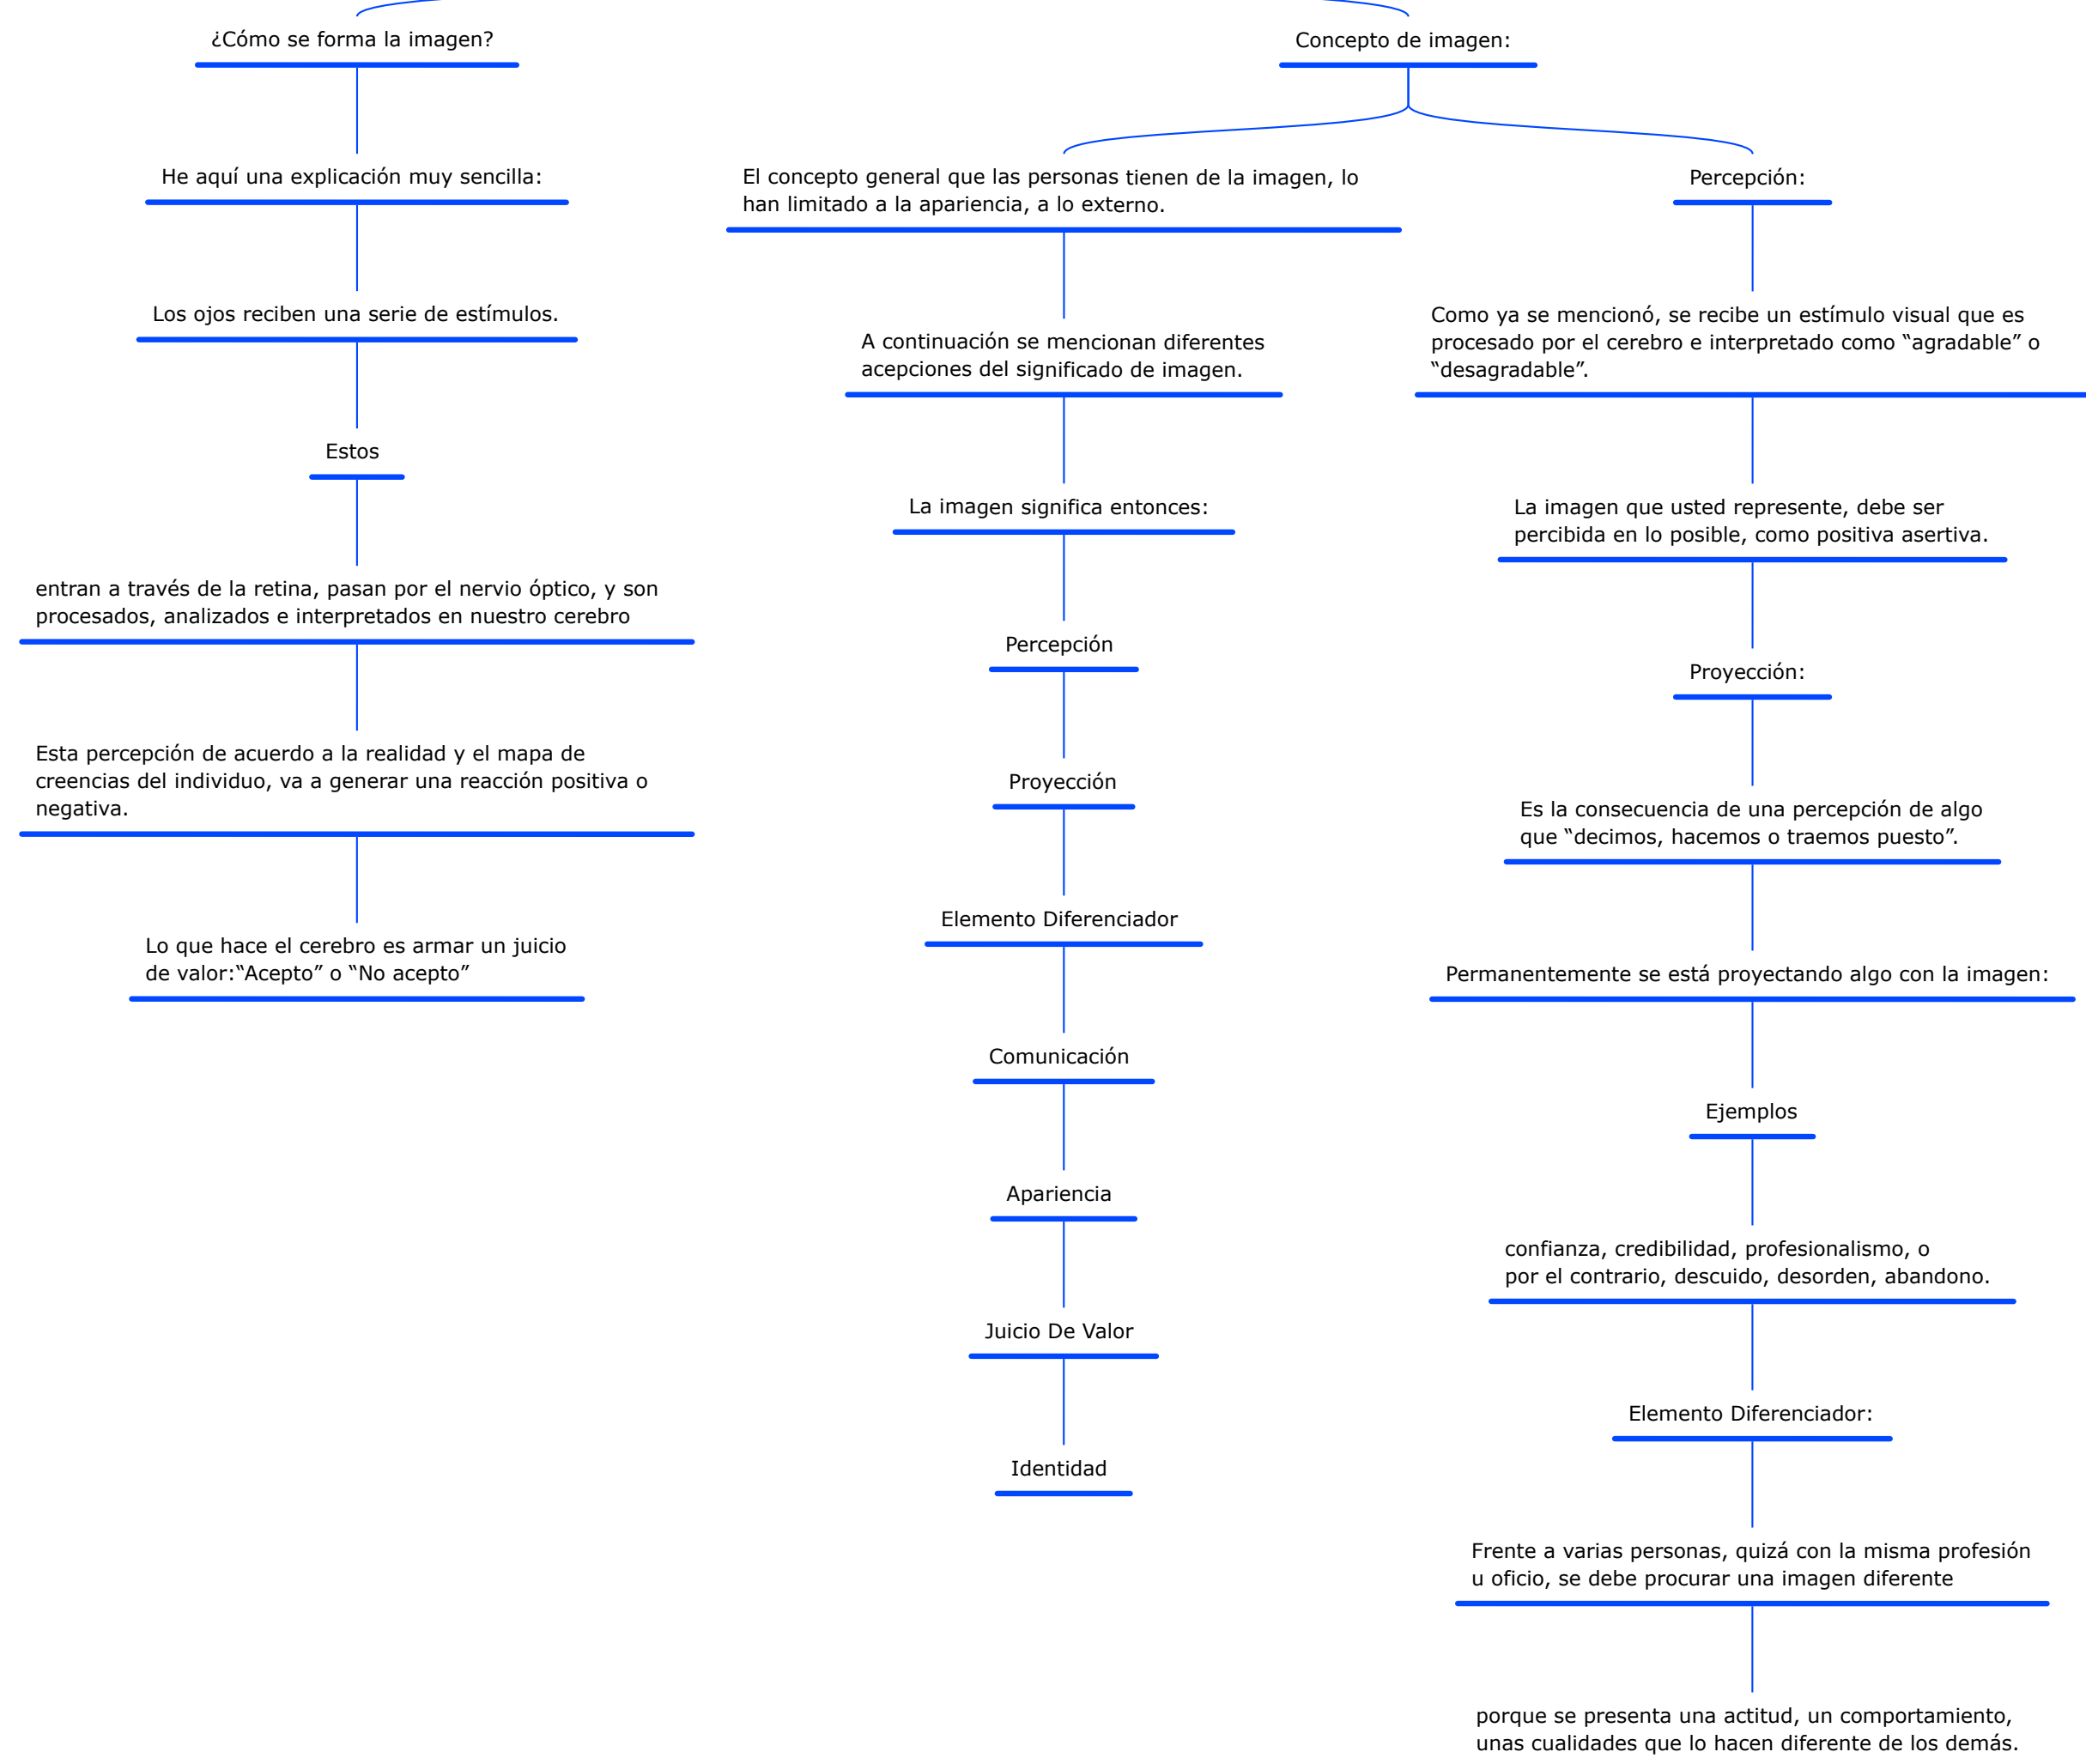 ¿Cómo se forma la imagen?
He aquí una explicación muy sencilla:
Los ojos reciben una serie de estímulos.
Estos
entran a través de la retina, pasan por el nervio óptico, y son
procesados, analizados e interpretados en nuestro cerebro
Esta percepción de acuerdo a la realidad y el mapa de
creencias del individuo, va a generar una reacción positiva o
negativa.
Lo que hace el cerebro es armar un juicio
de valor:“Acepto” o “No acepto”
Concepto de imagen:
El concepto general que las personas tienen de la imagen, lo
han limitado a la apariencia, a lo externo.
A continuación se mencionan diferentes
acepciones del significado de imagen.
La imagen significa entonces:
Percepción
Proyección
Elemento Diferenciador
Comunicación
Apariencia
Juicio De Valor
Identidad
Percepción:
Como ya se mencionó, se recibe un estímulo visual que es
procesado por el cerebro e interpretado como “agradable” o
“desagradable”.
La imagen que usted represente, debe ser
percibida en lo posible, como positiva asertiva.
Proyección:
Es la consecuencia de una percepción de algo
que “decimos, hacemos o traemos puesto”.
Permanentemente se está proyectando algo con la imagen:
Ejemplos
confianza, credibilidad, profesionalismo, o
por el contrario, descuido, desorden, abandono.
Elemento Diferenciador:
Frente a varias personas, quizá con la misma profesión
u oficio, se debe procurar una imagen diferente
porque se presenta una actitud, un comportamiento,
unas cualidades que lo hacen diferente de los demás.